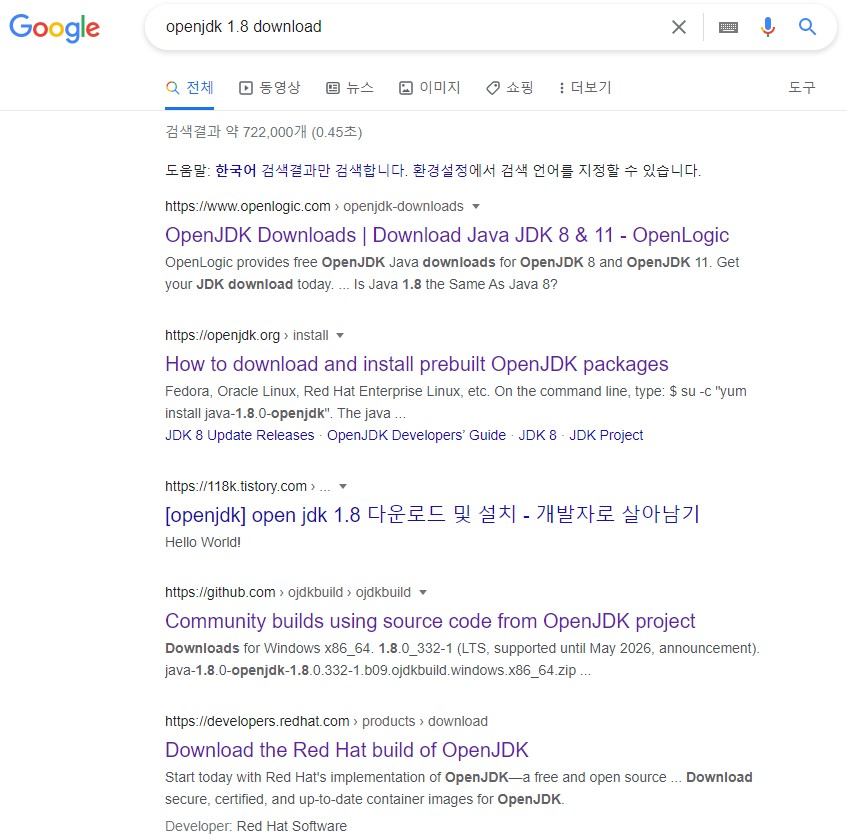 Google
openjdk 1.8 download
전체 동영상 뉴스 이미지 쇼핑 더보기 도구
검색결과 약 722,000개 (0.45초)
도움말: 한국어 검색결과만 검색합니다. 환경설정에서 검색 언어를 지정할 수 있습니다.
https://www.openlogic.com › openjdk-downloads
OpenJDK Downloads | Download Java JDK 8 & 11 - OpenLogic
OpenLogic provides free OpenJDK Java downloads for OpenJDK 8 and OpenJDK 11. Get
your JDK download today. ... Is Java 1.8 the Same As Java 8?
https://openjdk.org › install
How to download and install prebuilt OpenJDK packages
Fedora, Oracle Linux, Red Hat Enterprise Linux, etc. On the command line, type: $ su -c "yum
install java-1.8.0-openjdk". The java ...
JDK 8 Update Releases · OpenJDK Developers’ Guide · JDK 8 · JDK Project
https://118k.tistory.com › ...
[openjdk] open jdk 1.8 다운로드 및 설치 - 개발자로 살아남기
Hello World!
https://github.com › ojdkbuild › ojdkbuild
Community builds using source code from OpenJDK project
Downloads for Windows x86_64. 1.8.0_332-1 (LTS, supported until May 2026, announcement).
java-1.8.0-openjdk-1.8.0.332-1.b09.ojdkbuild.windows.x86_64.zip ...
https://developers.redhat.com › products › download
Download the Red Hat build of OpenJDK
Start today with Red Hat's implementation of OpenJDK—a free and open source ... Download
secure, certified, and up-to-date container images for OpenJDK.
Developer: Red Hat Software